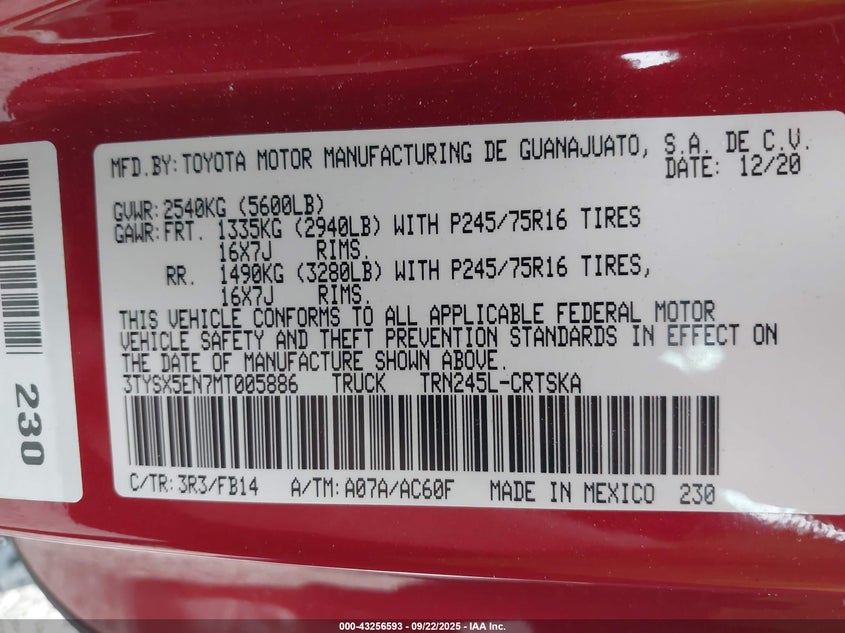 MFD.BY:TOYOTA MOTOR MANUFACTURING DE GUANAJUATO, S.A. DE C.V.
DATE: 12/20
GVWR:2540KG (5600LB)
GAWR:FRT. 1335KG (2940LB) WITH P245/75R16 TIRES
16X7J RIMS.
RR. 1490KG (3280LB) WITH P245/75R16 TIRES,
16X7J RIMS.
THIS VEHICLE CONFORMS TO ALL APPLICABLE FEDERAL MOTOR
VEHICLE SAFETY AND THEFT PREVENTION STANDARDS IN EFFECT ON
THE DATE OF MANUFACTURE SHOWN ABOVE.
3TYSX5EN7MT005886 TRUCK TRN245L-CRTSKA
C/TR:3R3/FB14 A/TM:A07A/AC60F MADE IN MEXICO 230
230
000-43256593 - 09/22/2025 - IAA Inc.